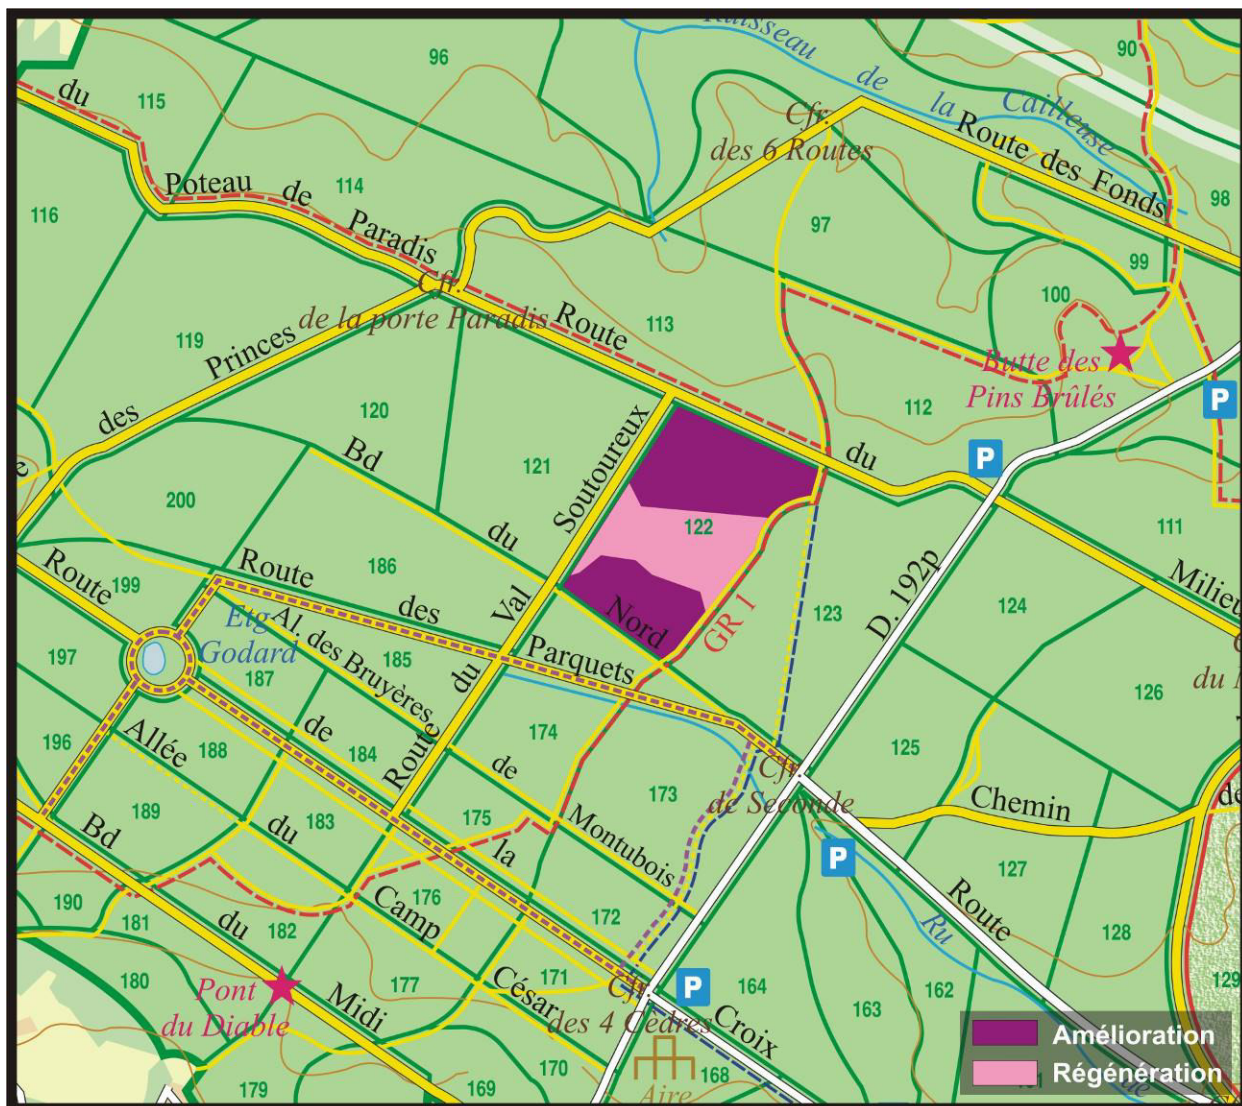 Ruisseau de la Cailleuse
96
90
115
Cfr.
des 6 Routes
Route des Fonds
du Poteau de Paradis
114
98
116
97
99
Cfr.
de la porte Paradis
100
Route du Milieu
113
119
Butte des
Pins Brûlés
P
des Princes
120
112
Bd du Nord
121
P
Route du Val Soutoureux
200
122
111
D. 192p
Route des Parquets
186
199
Route
124
123
GR 1
Etg
Godard
Al. des Bruyères
185
197
187
126
174
125
196
188
184
Allée du Camp César
de Montubois
Cfr.
de Seconde
173
Chemin
de
189
183
175
de la
P
Bd du Midi
127
Route
176
172
190
181
182
Ru
128
180
177
171
129
Pont
du Diable
Cfr.
des 4 Cèdres
P
164
162
163
Croix
170
179
169
168
Aire
de
Amélioration
Régénération